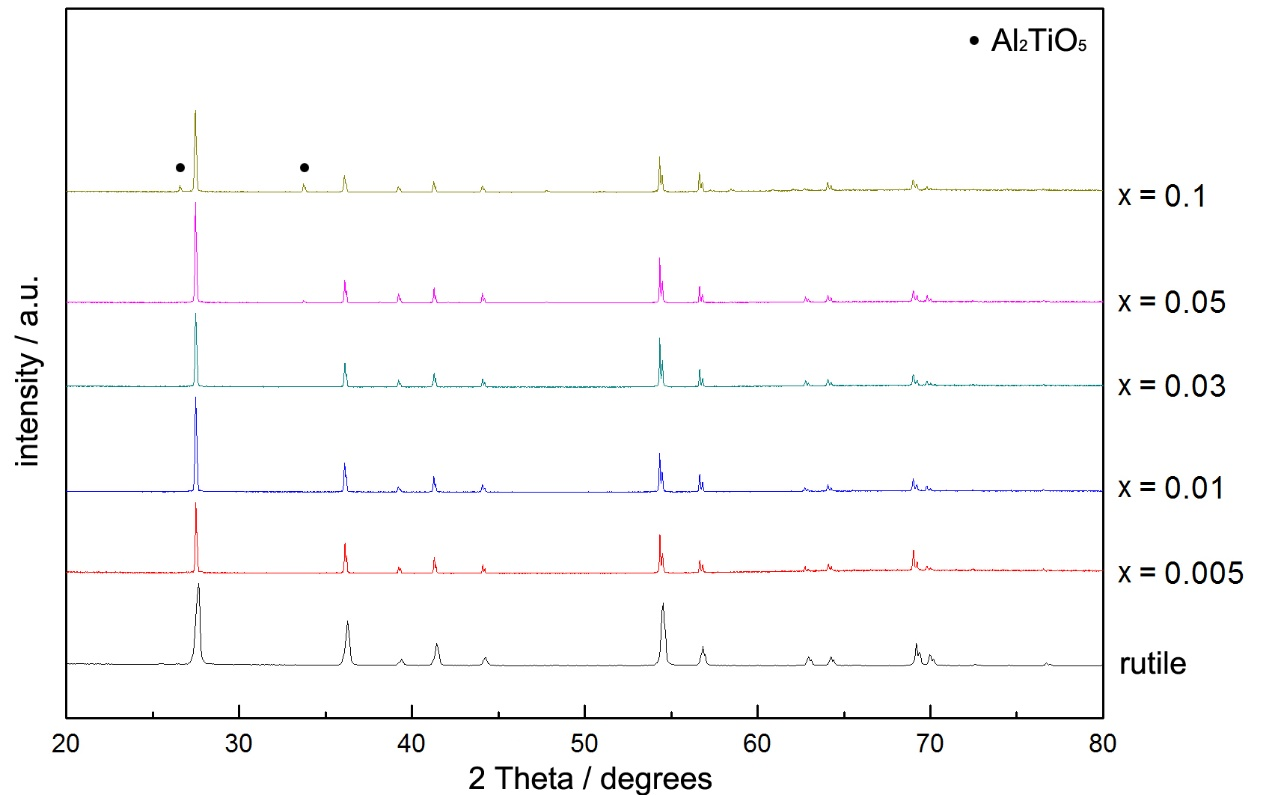 • Al₂TiO₅
x = 0.1
x = 0.05
x = 0.03
x = 0.01
x = 0.005
rutile
intensity / a.u.
20 30 40 50 60 70 80
2 Theta / degrees